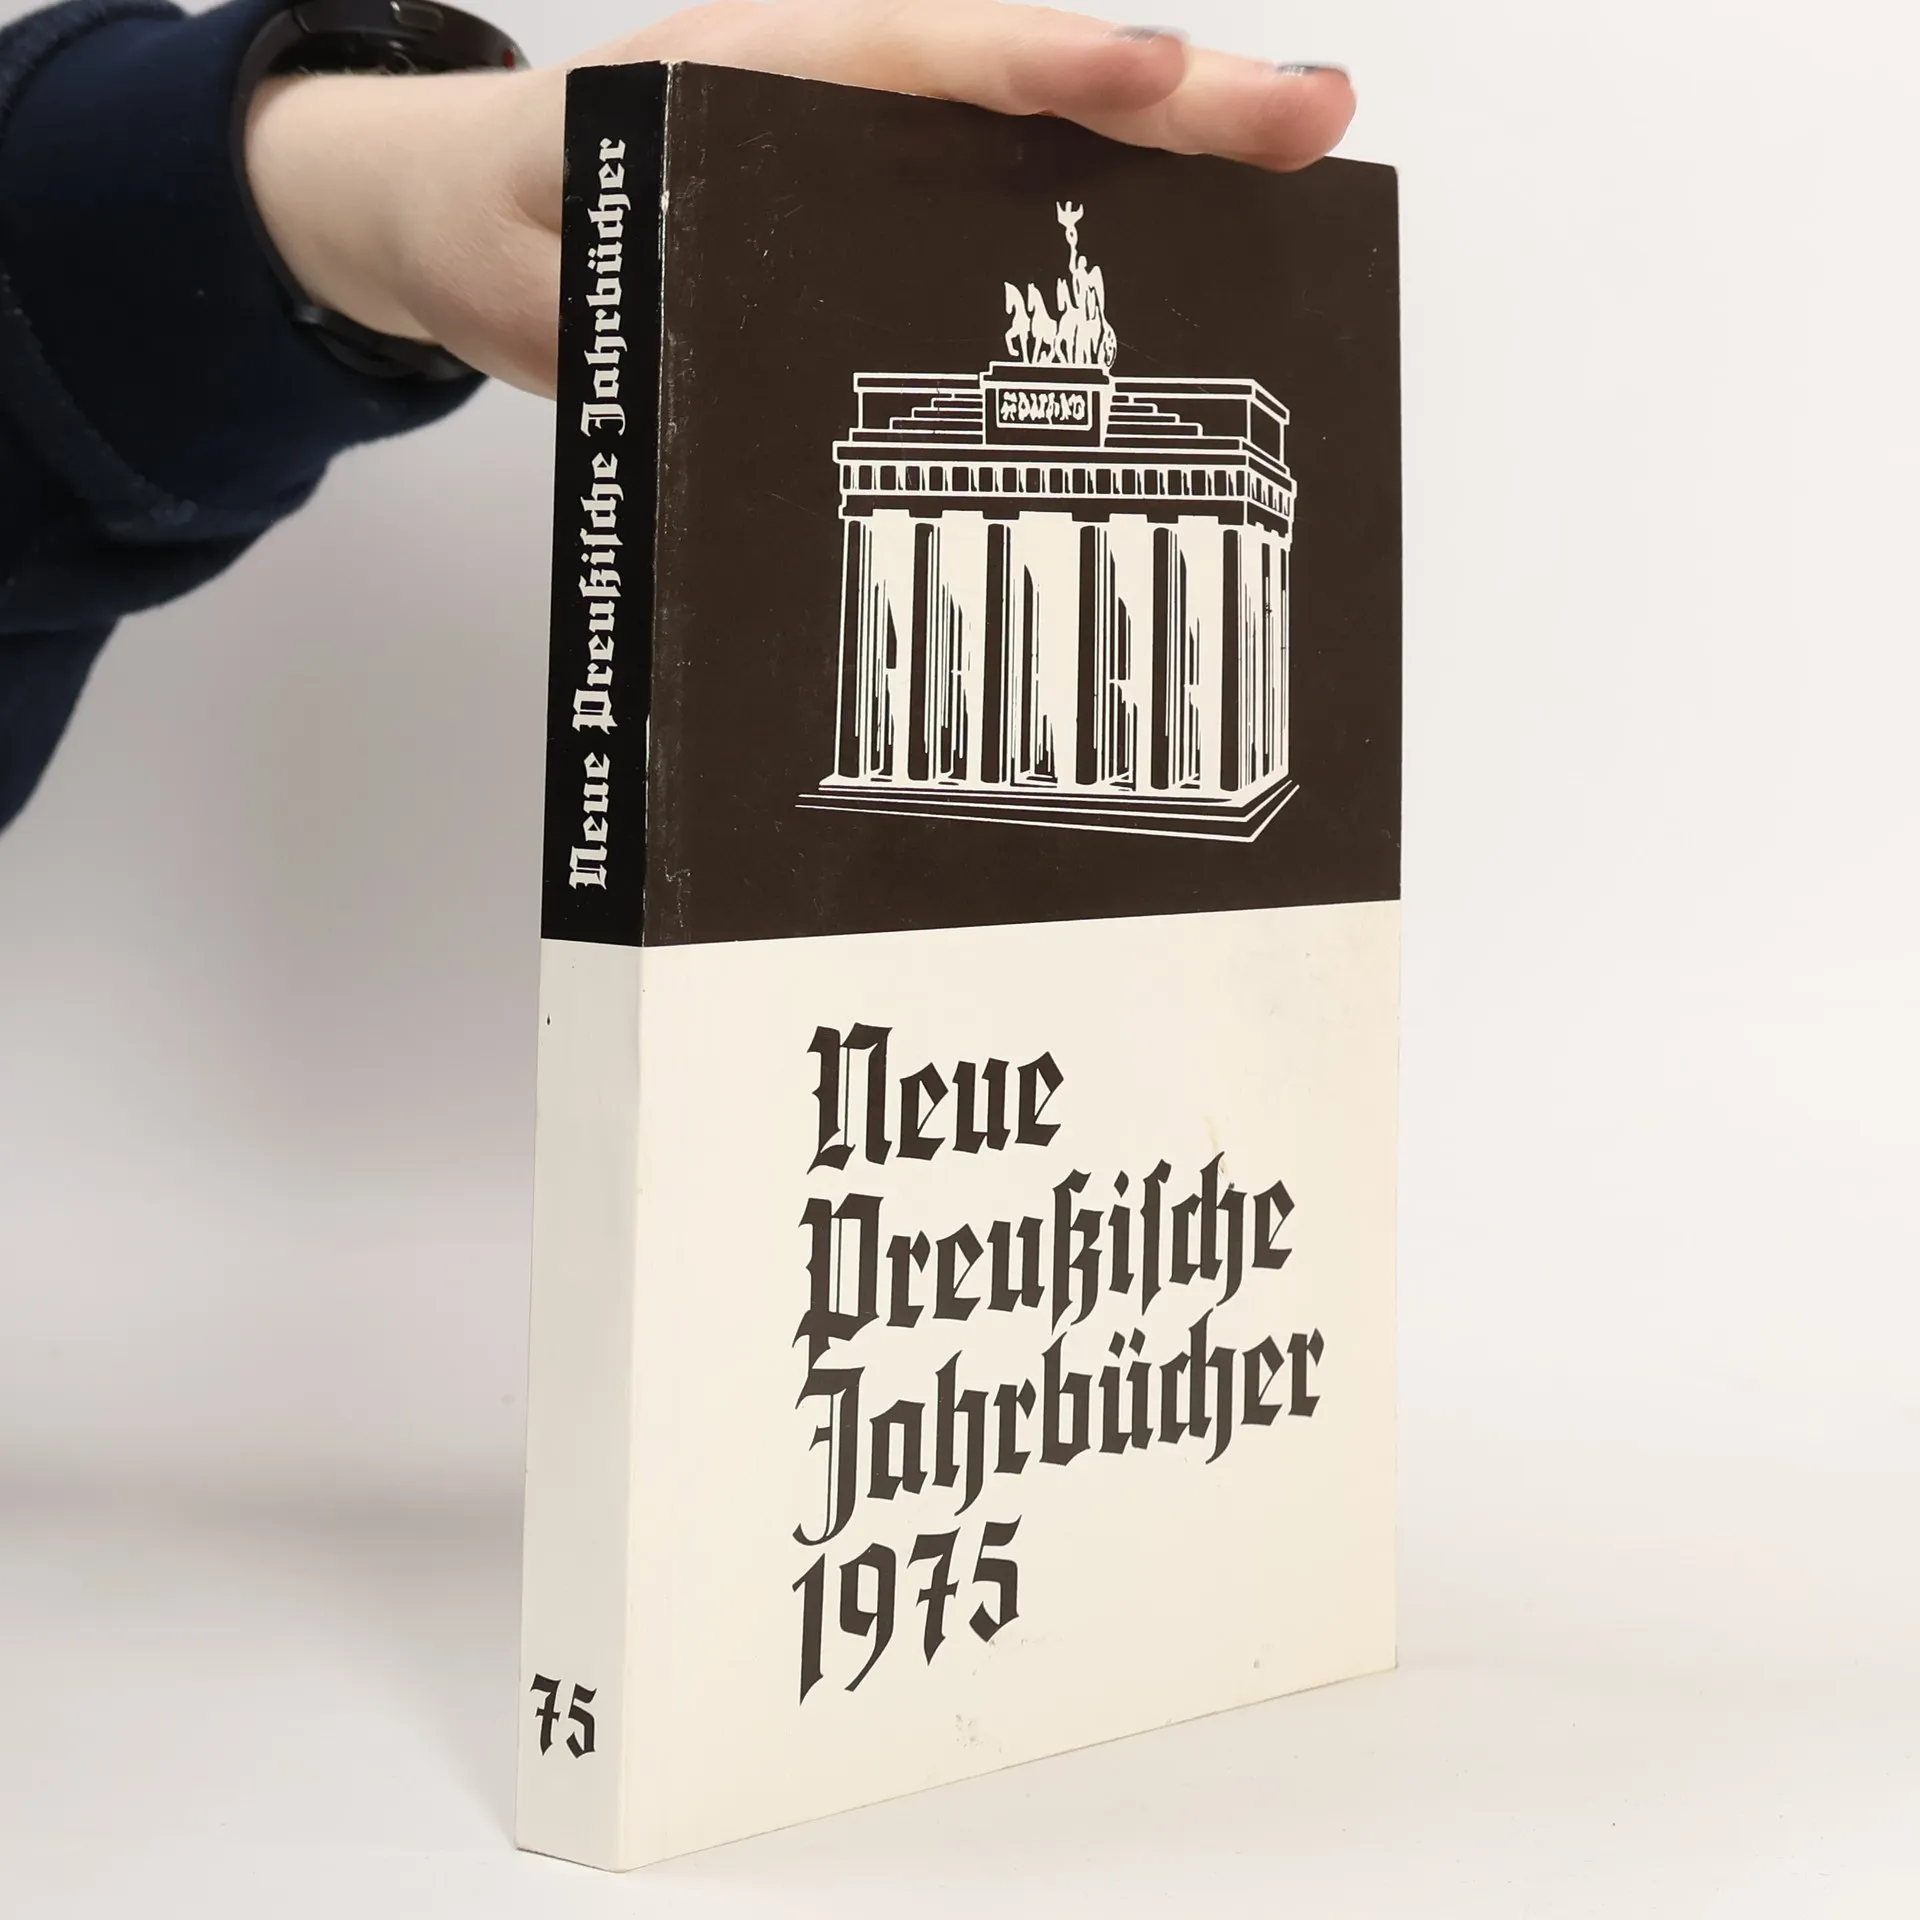 Neue Preußische Jahrbücher
75
Neue
Preußische
Jahrbücher
1975